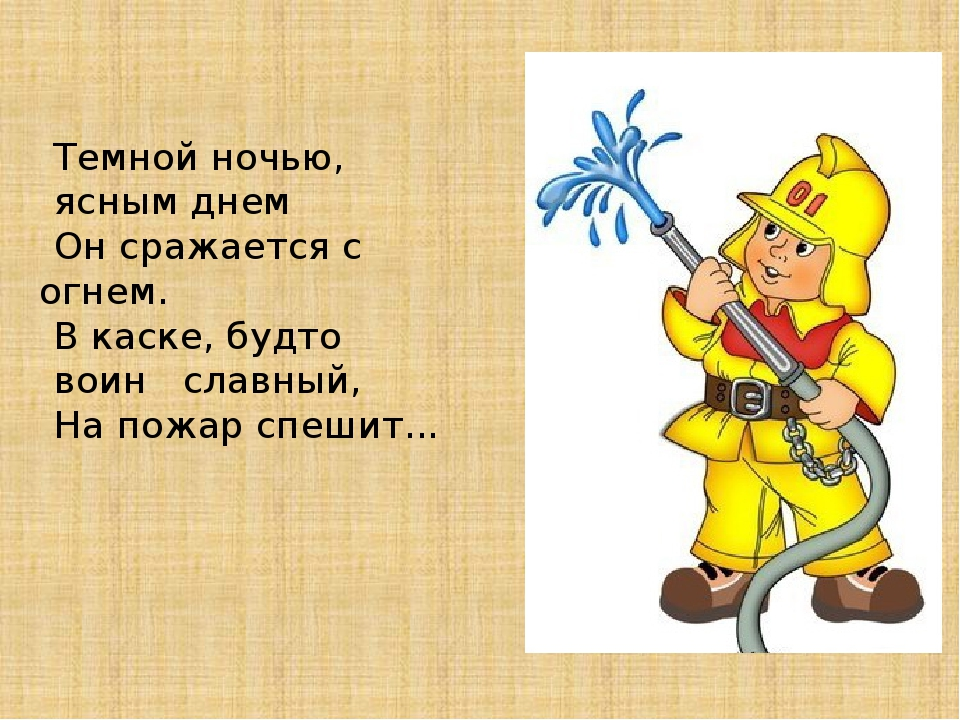 Темной ночью,
ясным днем
Он сражается с
огнем.
В каске, будто
воин славный,
На пожар спешит...
01